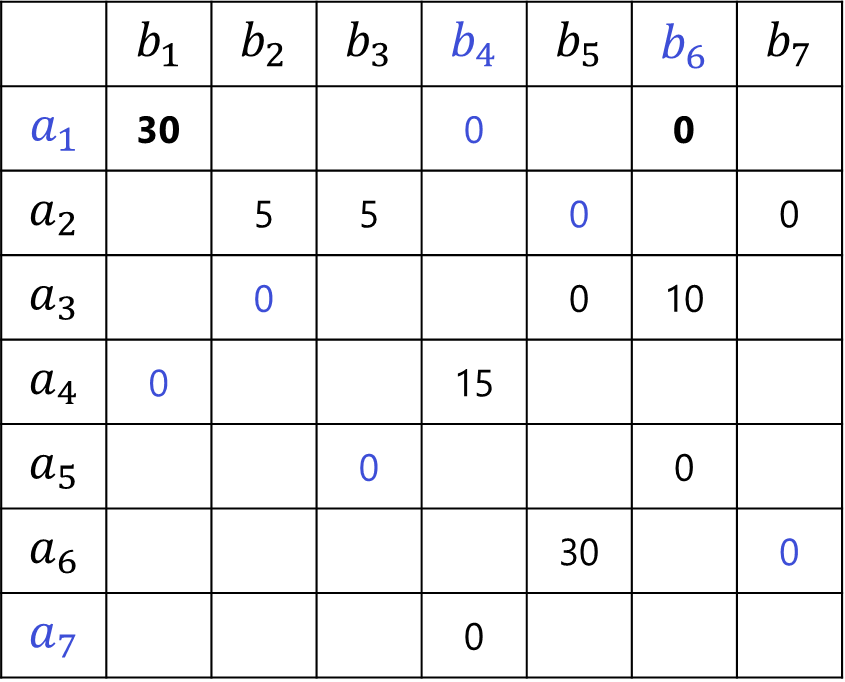 b₁ b₂ b₃ b₄ b₅ b₆ b₇
a₁ 30 0 0
a₂ 5 5 0 0
a₃ 0 0 10
a₄ 0 15
a₅ 0 0
a₆ 30 0
a₇ 0